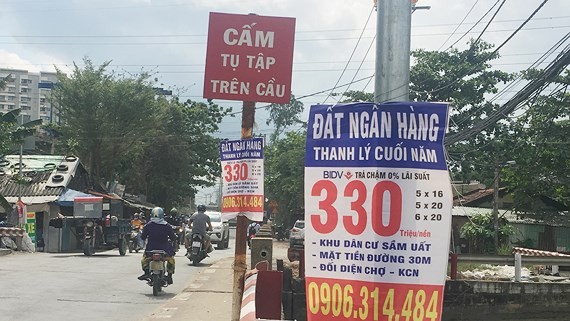 CẤM
TỤ TẬP
TRÊN CẦU
ĐẤT NGÂN HÀNG
THANH LÝ CUỐI NĂM
330
0906.314.484
ĐẤT NGÂN HÀNG
THANH LÝ CUỐI NĂM
BIDV TRẢ CHẬM 0% LÃI SUẤT
330
5 x 16
5 x 20
6 x 20
Triệu/nền
- KHU DÂN CƯ SẦM UẤT
- MẶT TIỀN ĐƯỜNG 30M
- ĐỐI DIỆN CHỢ - KCN
0906.314.484